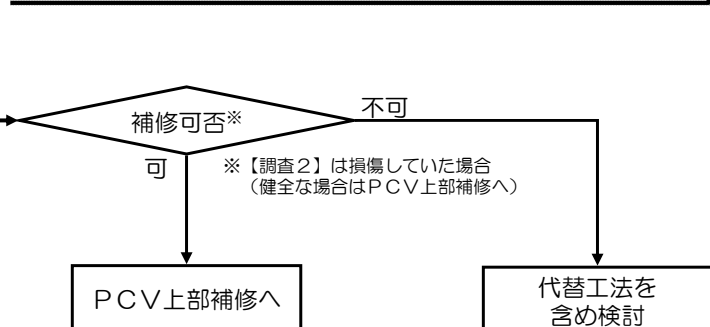 補修可否※
不可
可
※【調査2】は損傷していた場合
（健全な場合はPCV上部補修へ）
PCV上部補修へ
代替工法を
含め検討